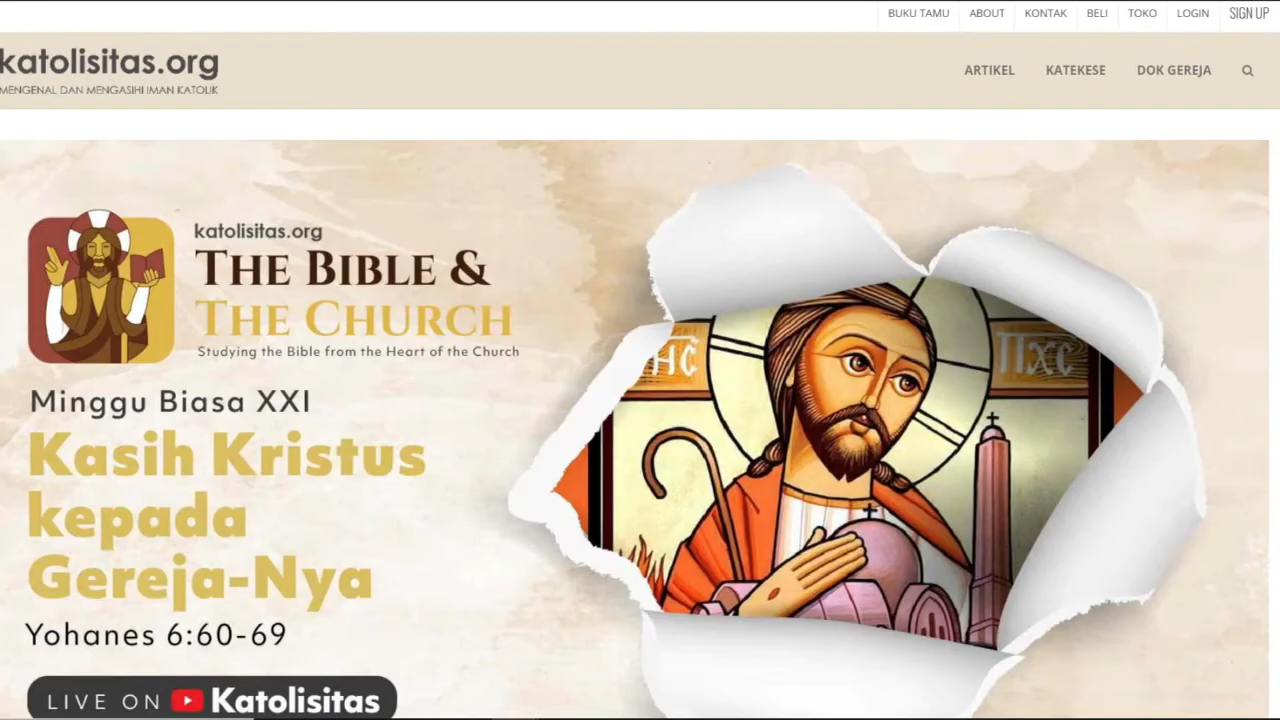 BUKU TAMU
ABOUT
KONTAK
BELI
TOKO
LOGIN
SIGN UP
katolisitas.org
MENGENAL DAN MENGASIHI IMAN KATOLIK
ARTIKEL
KATEKESE
DOK GEREJA
katolisitas.org
THE BIBLE &
THE CHURCH
Studying the Bible from the Heart of the Church
Minggu Biasa XXI
Kasih Kristus
kepada
Gereja-Nya
Yohanes 6:60-69
LIVE ON Katolisitas
ПХС